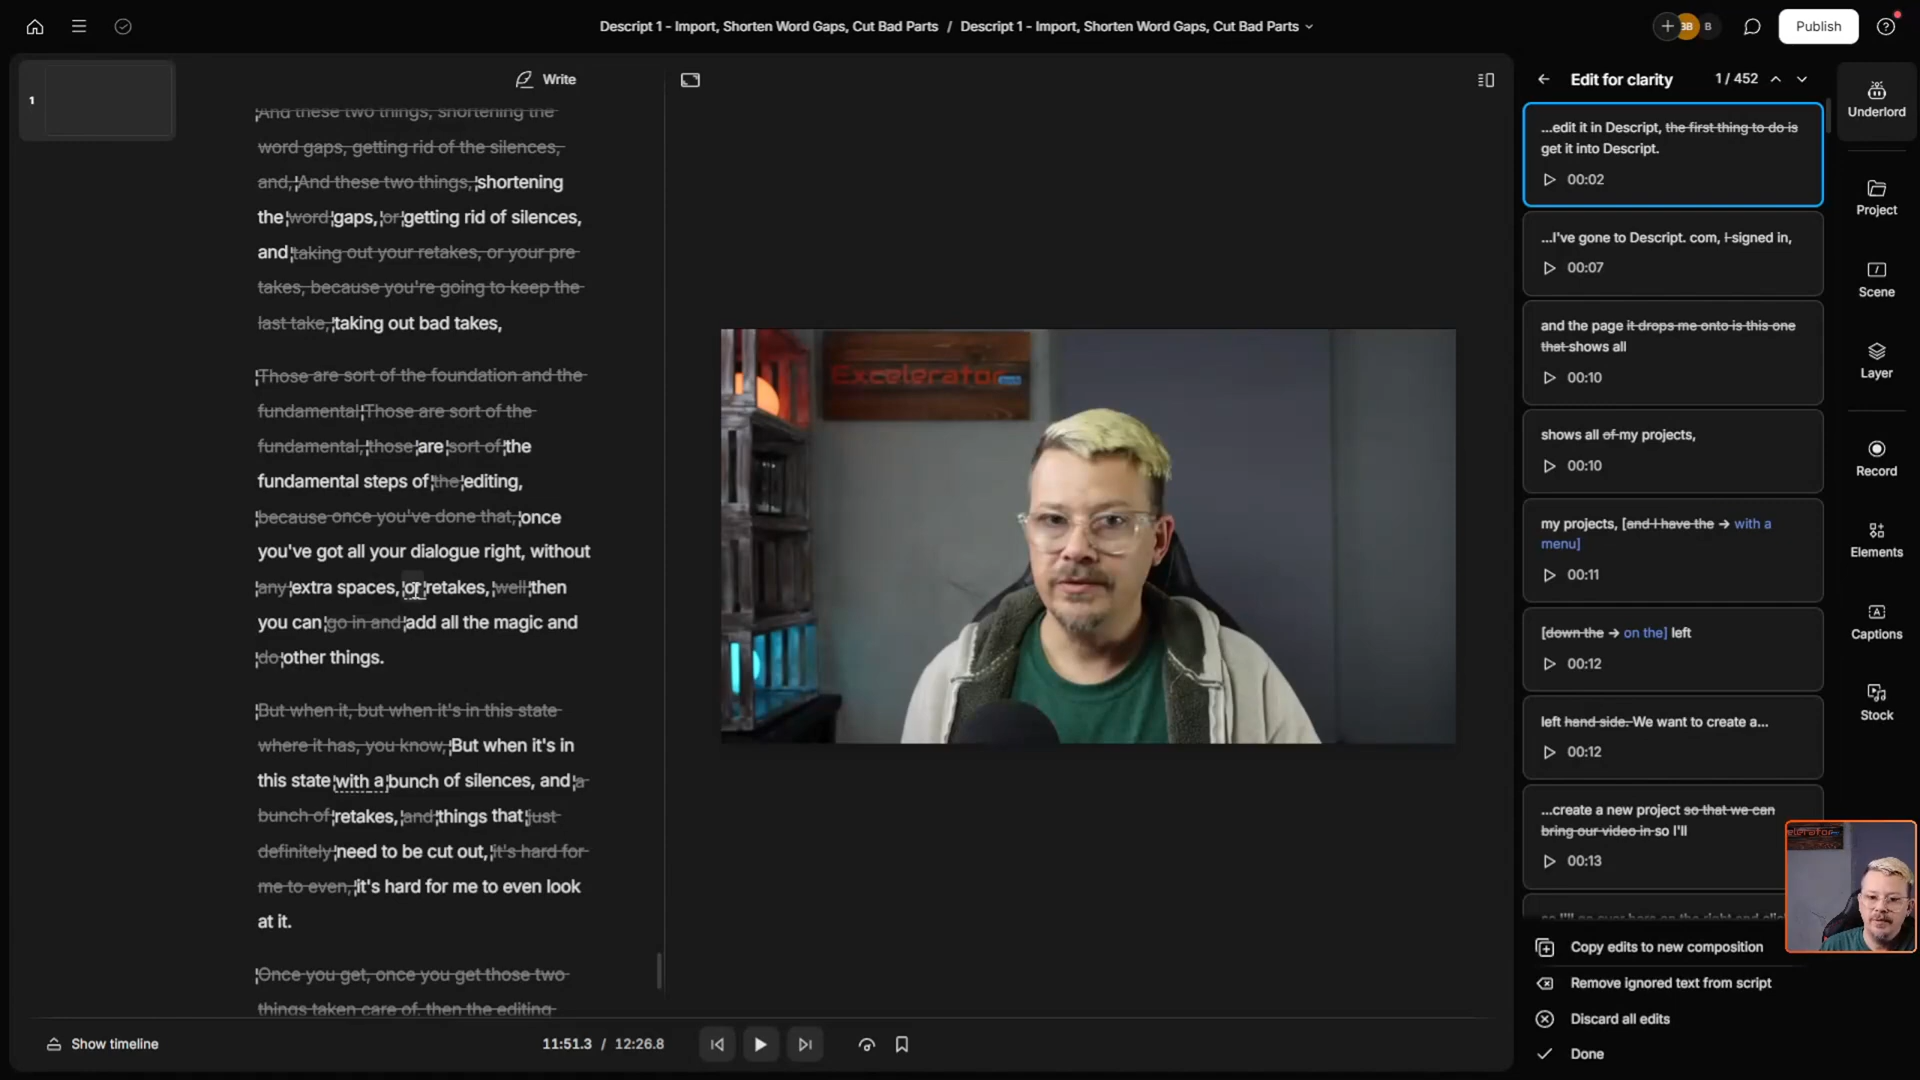 Descript 1 - Import, Shorten Word Gaps, Cut Bad Parts / Descript 1 - Import, Shorten Word Gaps, Cut Bad Parts
BB
B
Publish
1
Write
And these two things, shortening the
word gaps, getting rid of the silences,
and, And these two things, shortening
the word gaps, or getting rid of silences,
and taking out your retakes, or your pre
takes, because you're going to keep the
last take, taking out bad takes,
Those are sort of the foundation and the
fundamental Those are sort of the
fundamental, those are sort of the
fundamental steps of the editing,
because once you've done that, once
you've got all your dialogue right, without
any extra spaces, or retakes, well then
you can go in and add all the magic and
do other things.
But when it, but when it's in this state
where it has, you know, But when it's in
this state with a bunch of silences, and a
bunch of retakes, and things that just
definitely need to be cut out, it's hard for
me to even, it's hard for me to even look
at it.
Once you get, once you get those two
things taken care of, then the editing
Show timeline
11:51.3 / 12:26.8
Excelerator
Edit for clarity 1 / 452
...edit it in Descript, the first thing to do is
get it into Descript.
00:02
...I've gone to Descript. com, I signed in,
00:07
and the page it drops me onto is this one
that shows all
00:10
shows all of my projects,
00:10
my projects, [and I have the → with a
menu]
00:11
[down the → on the] left
00:12
left hand side. We want to create a...
00:12
...create a new project so that we can
bring our video in so I'll
00:13
so I'll go over here on the right and click
Copy edits to new composition
Remove ignored text from script
Discard all edits
Done
Underlord
Project
Scene
Layer
Record
Elements
Captions
Stock